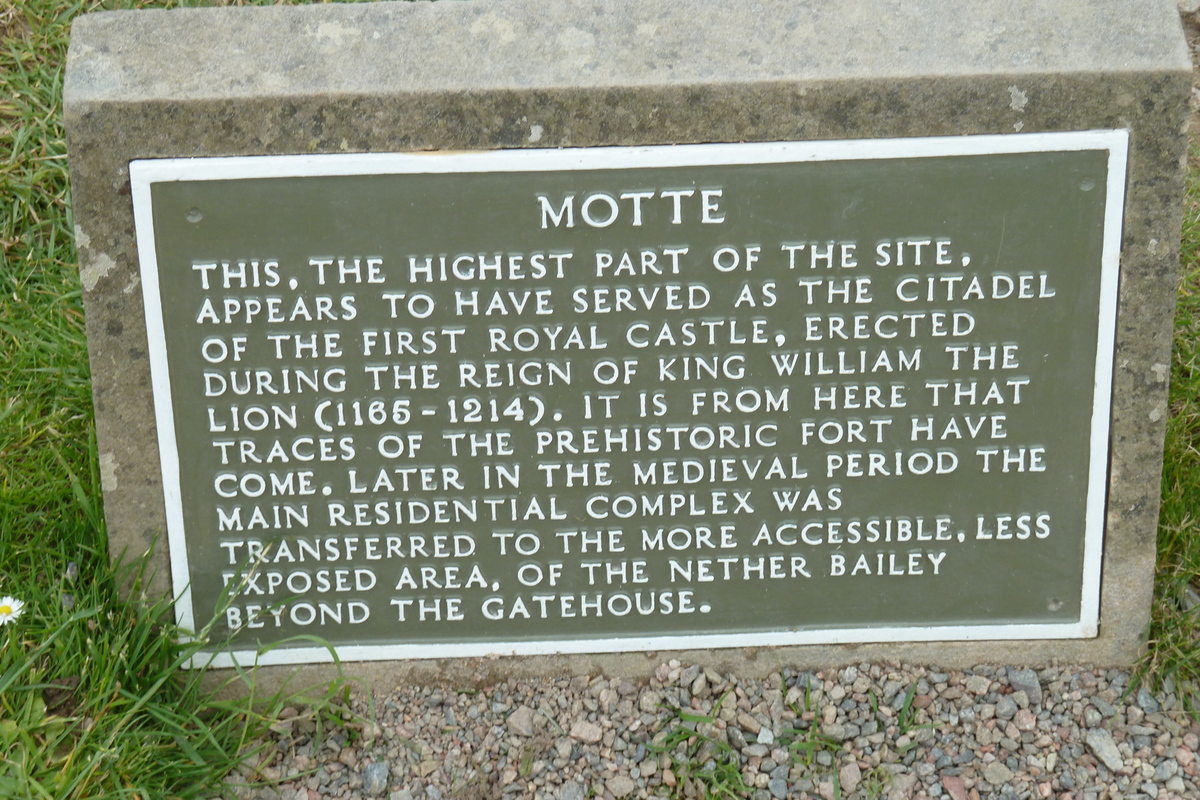 MOTTE
THIS, THE HIGHEST PART OF THE SITE,
APPEARS TO HAVE SERVED AS THE CITADEL
OF THE FIRST ROYAL CASTLE, ERECTED
DURING THE REIGN OF KING WILLIAM THE
LION (1165-1214). IT IS FROM HERE THAT
TRACES OF THE PREHISTORIC FORT HAVE
COME. LATER IN THE MEDIEVAL PERIOD THE
MAIN RESIDENTIAL COMPLEX WAS
TRANSFERRED TO THE MORE ACCESSIBLE, LESS
EXPOSED AREA, OF THE NETHER BAILEY
BEYOND THE GATEHOUSE.